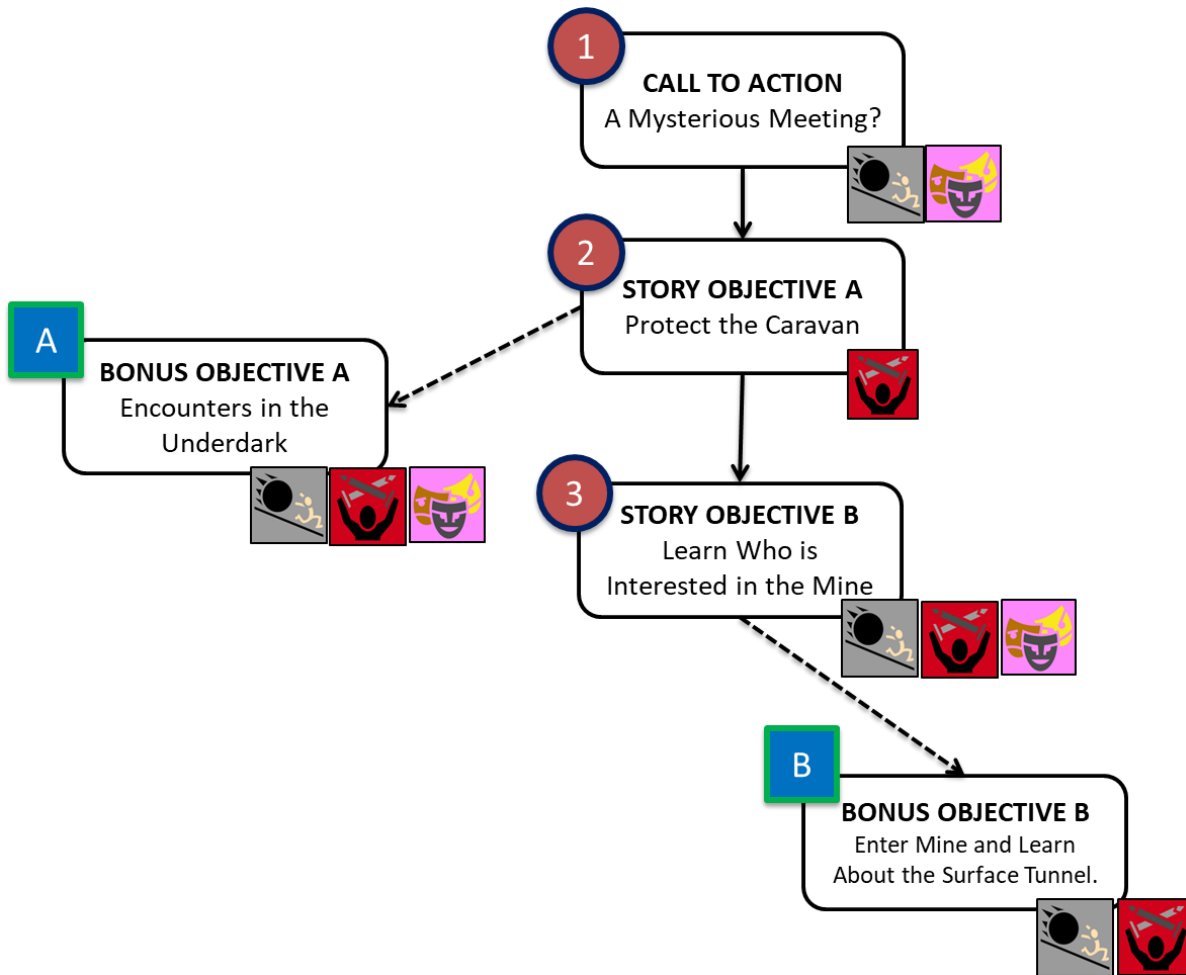 1
CALL TO ACTION
A Mysterious Meeting?
2
STORY OBJECTIVE A
Protect the Caravan
A
BONUS OBJECTIVE A
Encounters in the
Underdark
3
STORY OBJECTIVE B
Learn Who is
Interested in the Mine
B
BONUS OBJECTIVE B
Enter Mine and Learn
About the Surface Tunnel.